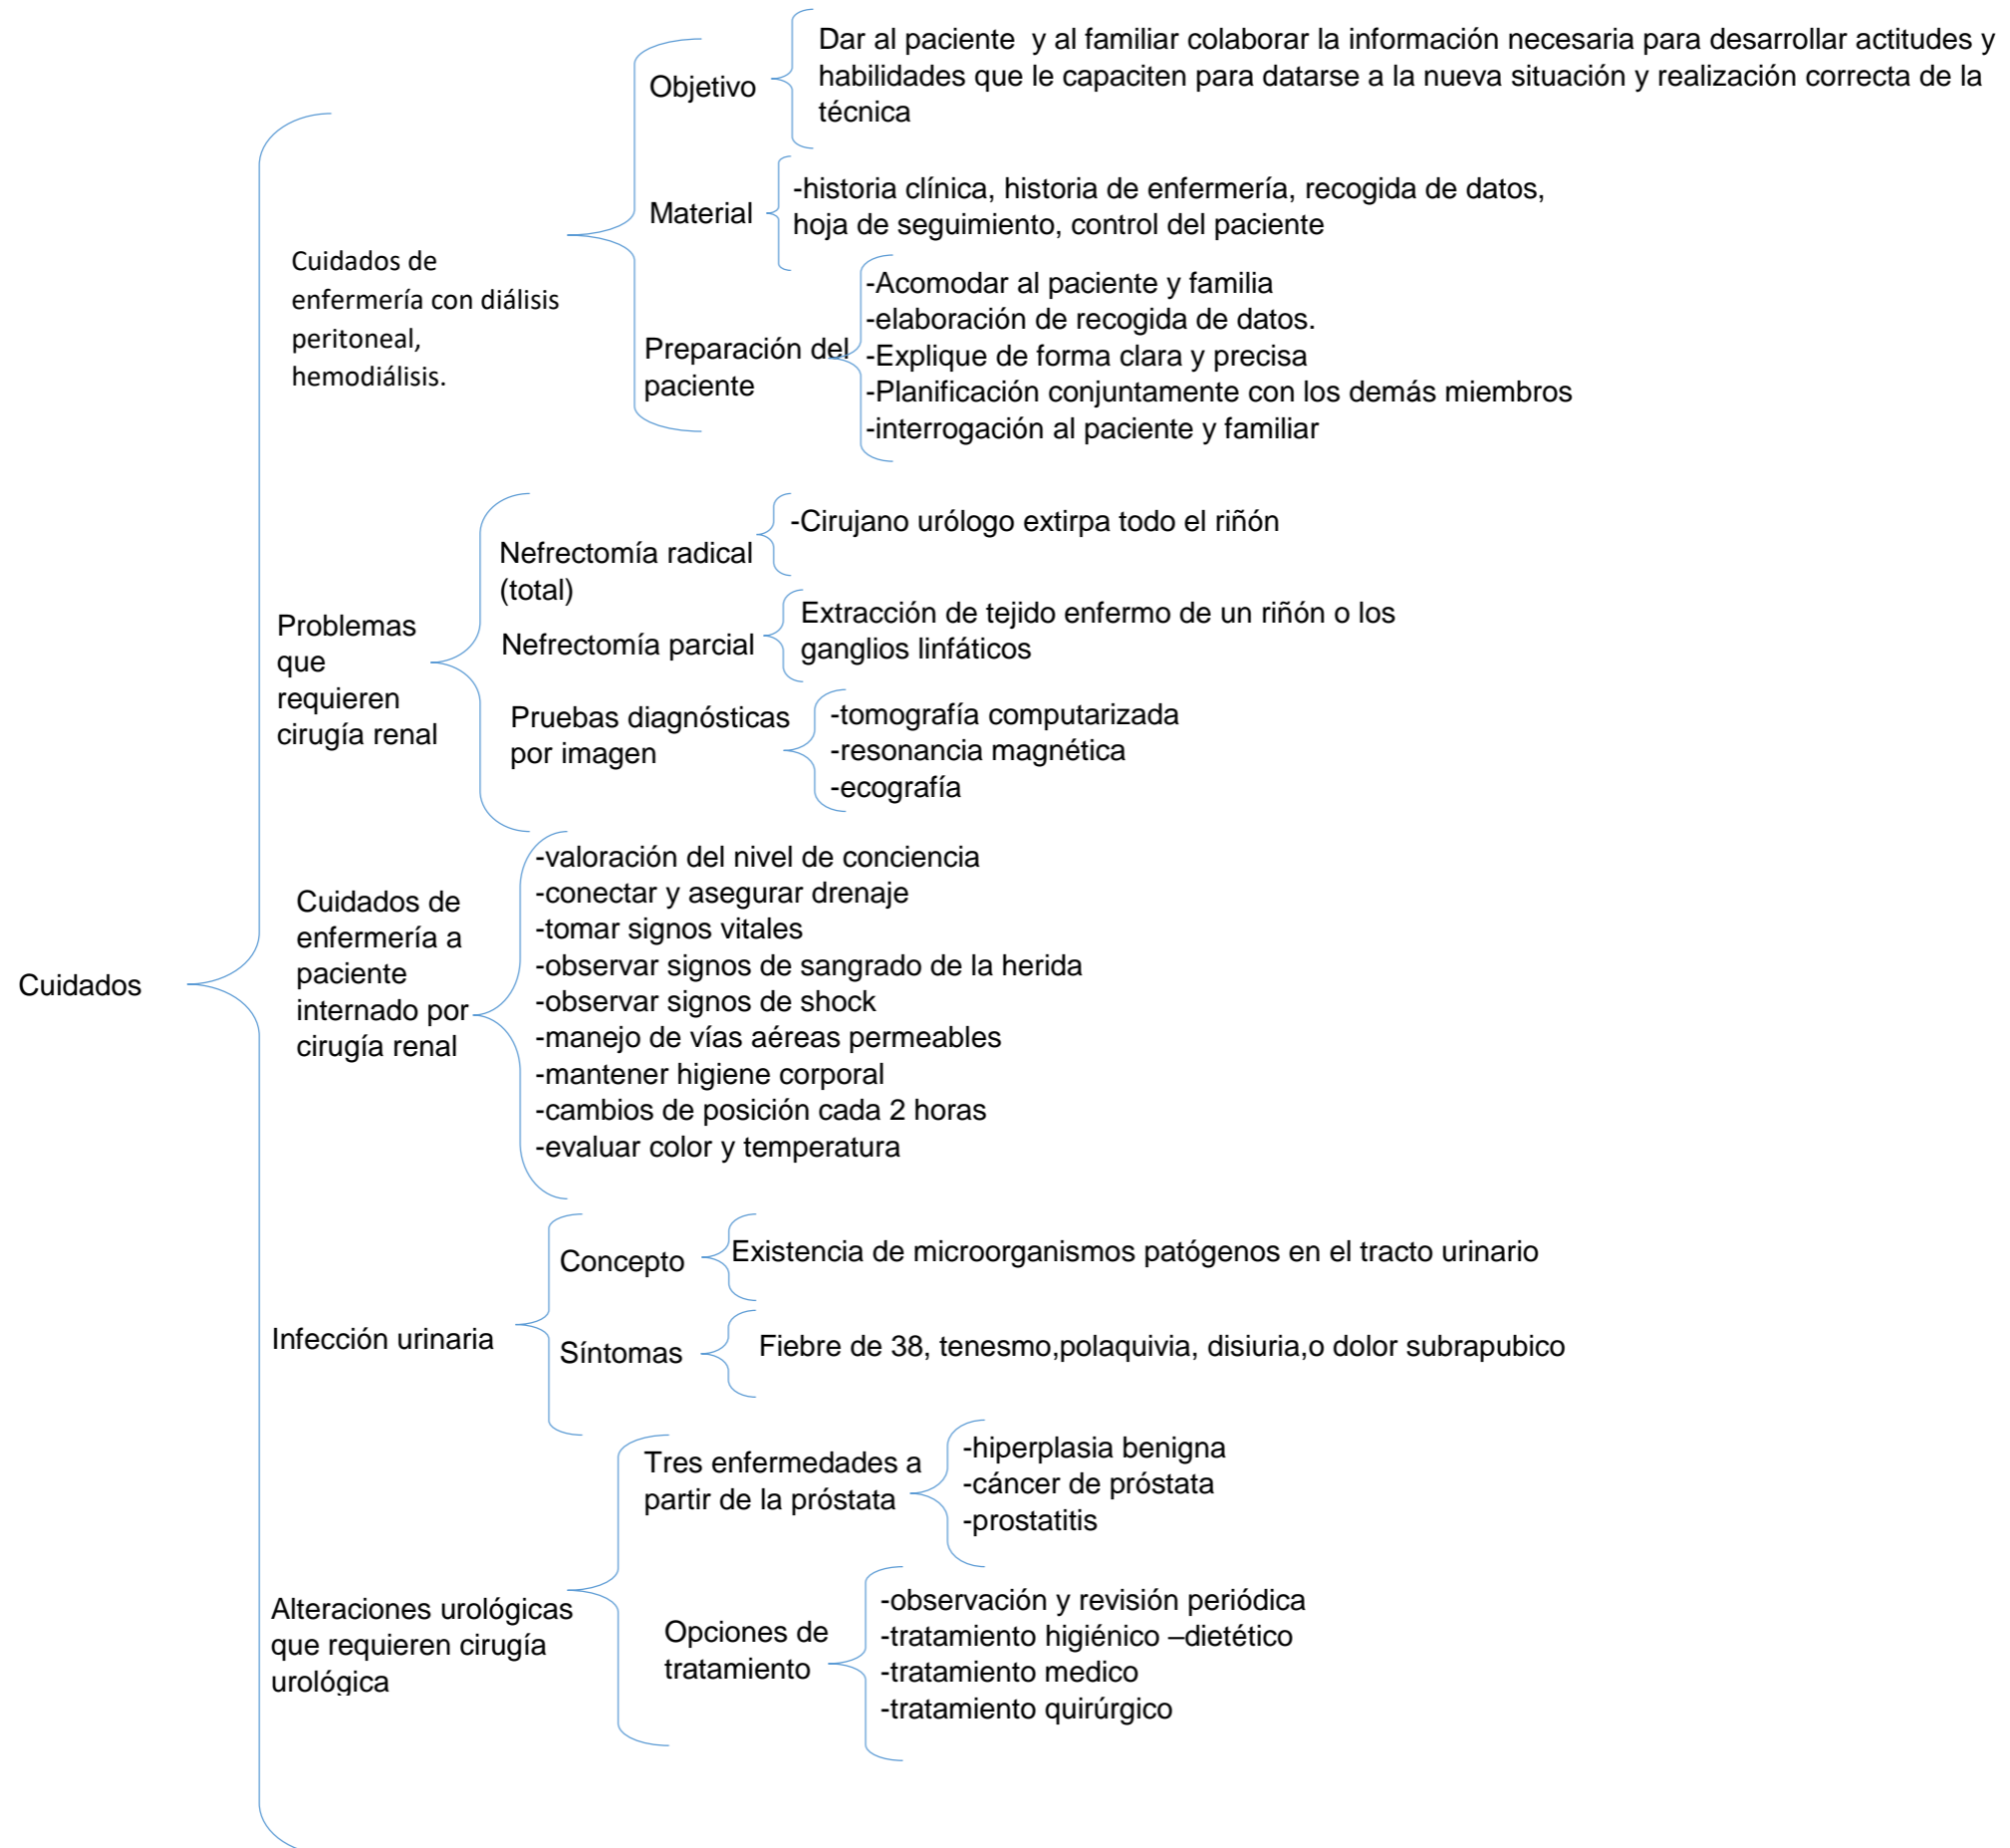 Cuidados
Cuidados de
enfermería con diálisis
peritoneal,
hemodiálisis.
Objetivo
Dar al paciente  y al familiar colaborar la información necesaria para desarrollar actitudes y
habilidades que le capaciten para datarse a la nueva situación y realización correcta de la
técnica
Material
-historia clínica, historia de enfermería, recogida de datos,
hoja de seguimiento, control del paciente
Preparación del
paciente
-Acomodar al paciente y familia
-elaboración de recogida de datos.
-Explique de forma clara y precisa
-Planificación conjuntamente con los demás miembros
-interrogación al paciente y familiar
Problemas
que
requieren
cirugía renal
Nefrectomía radical
(total)
-Cirujano urólogo extirpa todo el riñón
Nefrectomía parcial
Extracción de tejido enfermo de un riñón o los
ganglios linfáticos
Pruebas diagnósticas
por imagen
-tomografía computarizada
-resonancia magnética
-ecografía
Cuidados de
enfermería a
paciente
internado por
cirugía renal
-valoración del nivel de conciencia
-conectar y asegurar drenaje
-tomar signos vitales
-observar signos de sangrado de la herida
-observar signos de shock
-manejo de vías aéreas permeables
-mantener higiene corporal
-cambios de posición cada 2 horas
-evaluar color y temperatura
Infección urinaria
Concepto
Existencia de microorganismos patógenos en el tracto urinario
Síntomas
Fiebre de 38, tenesmo,polaquivia, disiuria,o dolor subrapubico
Alteraciones urológicas
que requieren cirugía
urológica
Tres enfermedades a
partir de la próstata
-hiperplasia benigna
-cáncer de próstata
-prostatitis
Opciones de
tratamiento
-observación y revisión periódica
-tratamiento higiénico –dietético
-tratamiento medico
-tratamiento quirúrgico